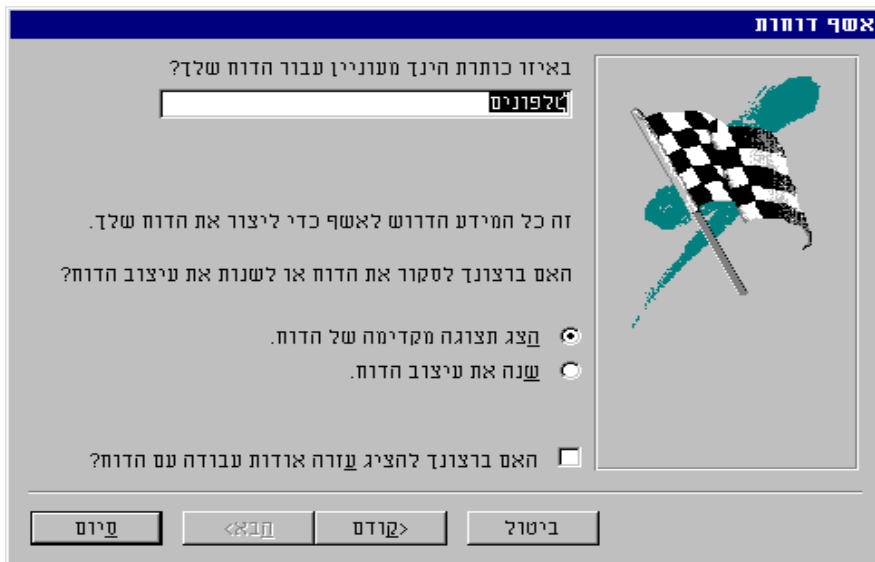 אשף דוחות
באיזו כותרת הינך מעוניין עבור הדוח שלך?
טלפונים
זה כל המידע הדרוש לאשף כדי ליצור את הדוח שלך.
האם ברצונך לסקור את הדוח או לשנות את עיצוב הדוח?
הצג תצוגה מקדימה של הדוח.
שנה את עיצוב הדוח.
האם ברצונך להציג עזרה אודות עבודה עם הדוח?
ביטול
<קודם
הבא>
סיום